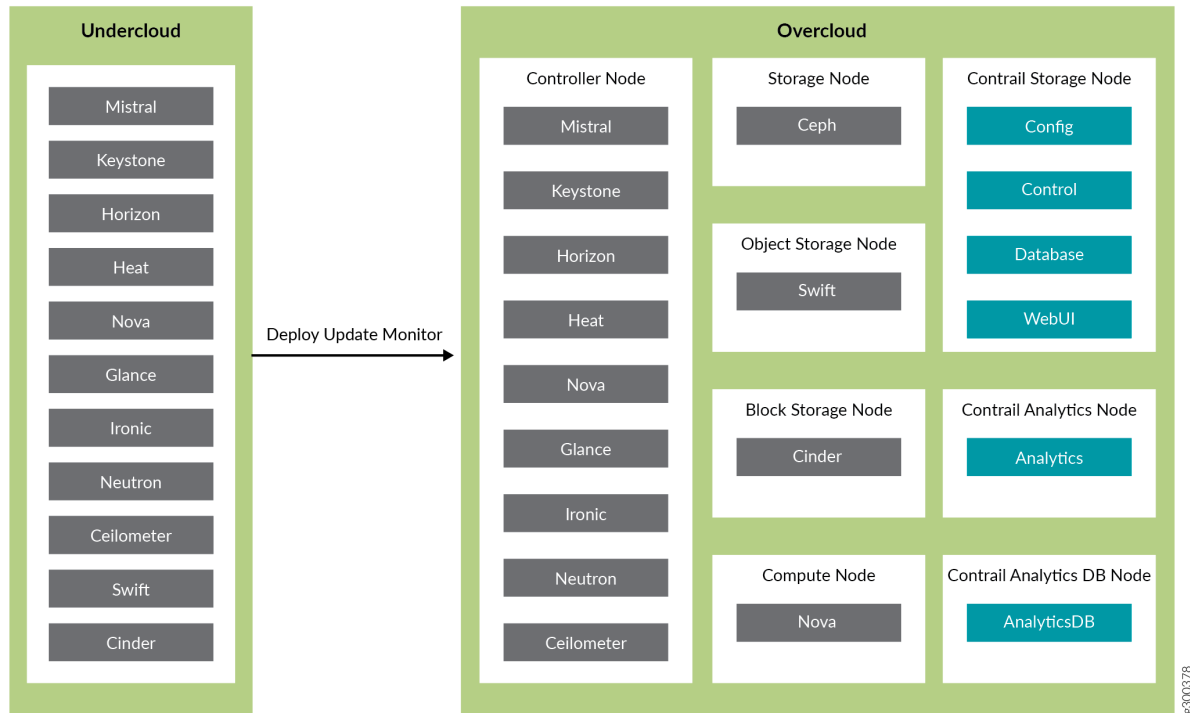 Undercloud
Mistral
Keystone
Horizon
Heat
Nova
Glance
Ironic
Neutron
Ceilometer
Swift
Cinder
Deploy Update Monitor
Overcloud
Controller Node
Mistral
Keystone
Horizon
Heat
Nova
Glance
Ironic
Neutron
Ceilometer
Storage Node
Ceph
Object Storage Node
Swift
Block Storage Node
Cinder
Compute Node
Nova
Contrail Storage Node
Config
Control
Database
WebUI
Contrail Analytics Node
Analytics
Contrail Analytics DB Node
AnalyticsDB
g300378